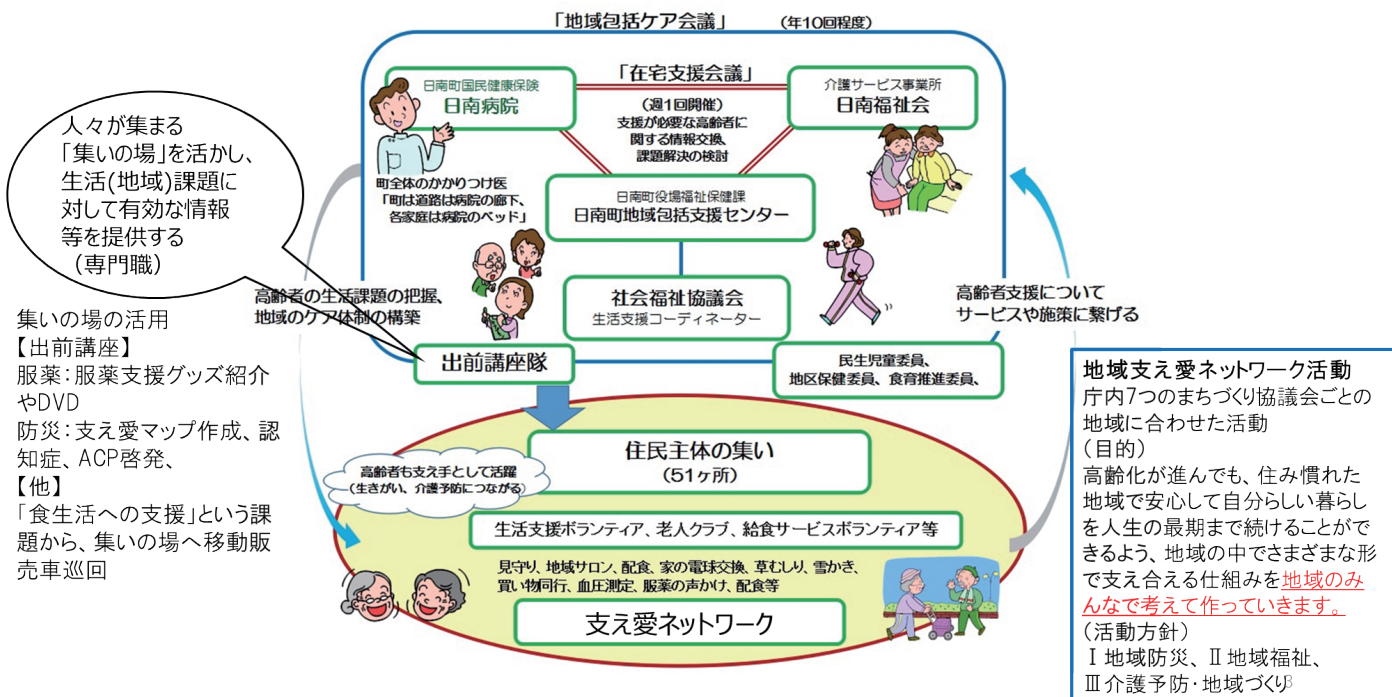 「地域包括ケア会議」 (年10回程度)
「在宅支援会議」
(週1回開催)
支援が必要な高齢者に
関する情報交換、
課題解決の検討
日南町国民健康保険
日南病院
介護サービス事業所
日南福祉会
町全体のかかりつけ医
「町は道路は病院の廊下、
各家庭は病院のベッド」
日南町役場福祉保健課
日南町地域包括支援センター
人々が集まる
「集いの場」を活かし、
生活(地域)課題に
対して有効な情報
等を提供する
(専門職)
高齢者の生活課題の把握、
地域のケア体制の構築
社会福祉協議会
生活支援コーディネーター
高齢者支援について
サービスや施策に繋げる
出前講座隊
民生児童委員、
地区保健委員、食育推進委員、
集いの場の活用
【出前講座】
服薬:服薬支援グッズ紹介
やDVD
防災:支え愛マップ作成、認
知症、ACP啓発、
【他】
「食生活への支援」という課
題から、集いの場へ移動販
売車巡回
住民主体の集い
(51ヶ所)
高齢者も支え手として活躍
(生きがい、介護予防につながる)
生活支援ボランティア、老人クラブ、給食サービスボランティア等
見守り、地域サロン、配食、家の電球交換、草むしり、雪かき、
買い物同行、血圧測定、服薬の声かけ、配食等
支え愛ネットワーク
地域支え愛ネットワーク活動
庁内7つのまちづくり協議会ごとの
地域に合わせた活動
(目的)
高齢化が進んでも、住み慣れた
地域で安心して自分らしい暮らし
を人生の最期まで続けることがで
きるよう、地域の中でさまざまな形
で支え合える仕組みを地域のみ
んなで考えて作っていきます。
(活動方針)
Ⅰ地域防災、Ⅱ地域福祉、
Ⅲ介護予防・地域づくり
3